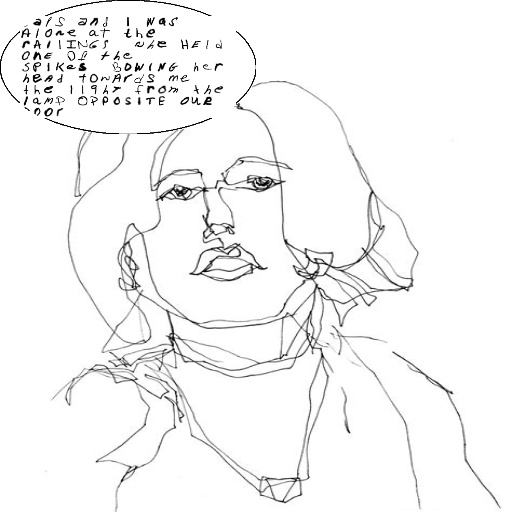 als and I was
Alone at the
rAILINGS She HElD
ONE OF the
SPIKes BOWING her
head tOWARDS me
the lIght from the
lAMP OPPOSITE OUR
oor